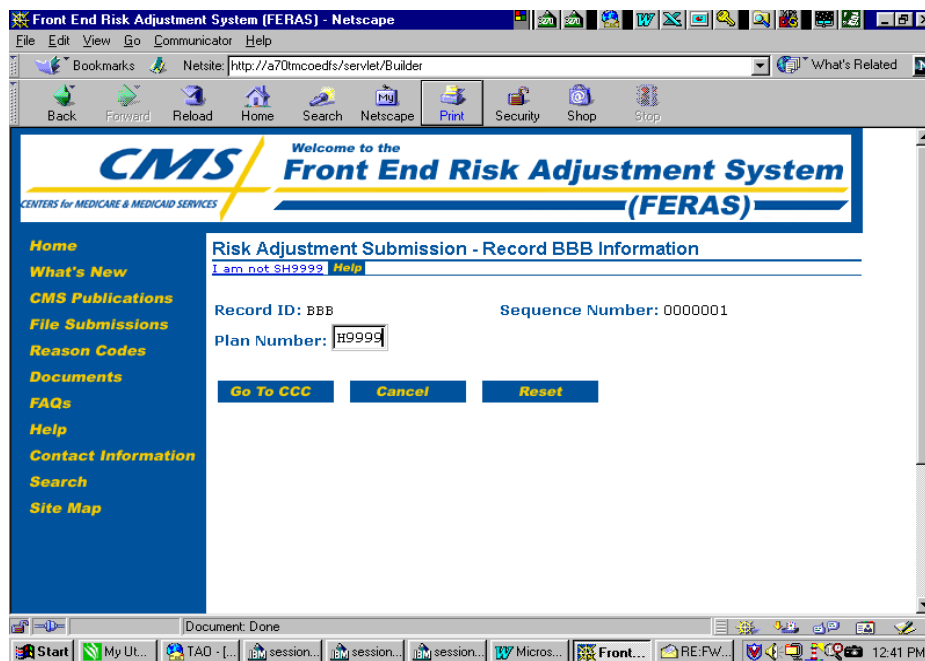 Front End Risk Adjustment System (FERAS) - Netscape
File Edit View Go Communicator Help
Bookmarks Netsite: http://a70tmcoedfs/servlet/Builder What's Related
My
Back Forward Reload Home Search Netscape Print Security Shop Stop
CMS
CENTERS for MEDICARE & MEDICAID SERVICES
Welcome to the
Front End Risk Adjustment System
(FERAS)
Home
What's New
CMS Publications
File Submissions
Reason Codes
Documents
FAQs
Help
Contact Information
Search
Site Map
Risk Adjustment Submission - Record BBB Information
I am not SH9999 Help
Record ID: BBB Sequence Number: 0000001
Plan Number: H9999
Go To CCC Cancel Reset
Document: Done
Start My Ut... TAO - [... session... session... session... Micros... Front... RE:FW... 12:41 PM